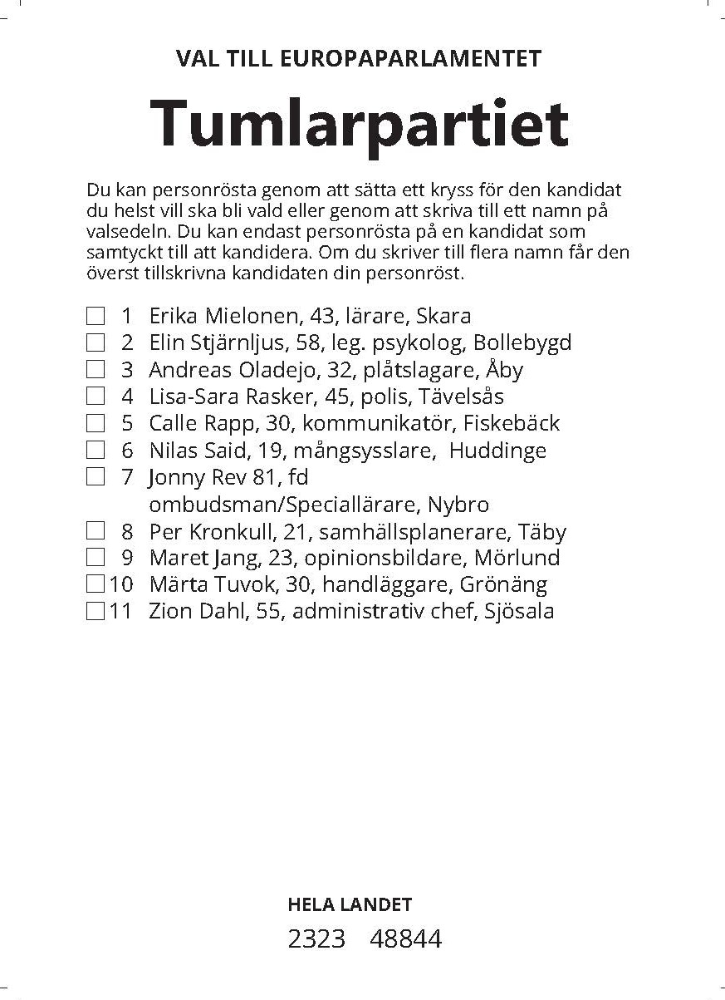 VAL TILL EUROPAPARLAMENTET
Tumlarpartiet
Du kan personrösta genom att sätta ett kryss för den kandidat
du helst vill ska bli vald eller genom att skriva till ett namn på
valsedeln. Du kan endast personrösta på en kandidat som
samtyckt till att kandidera. Om du skriver till flera namn får den
överst tillskrivna kandidaten din personröst.
1 Erika Mielonen, 43, lärare, Skara
2 Elin Stjärnljus, 58, leg. psykolog, Bollebygd
3 Andreas Oladejo, 32, plåtslagare, Åby
4 Lisa-Sara Rasker, 45, polis, Tävelsås
5 Calle Rapp, 30, kommunikatör, Fiskebäck
6 Nilas Said, 19, mångsysslare, Huddinge
7 Jonny Rev 81, fd
ombudsman/Speciallärare, Nybro
8 Per Kronkull, 21, samhällsplanerare, Täby
9 Maret Jang, 23, opinionsbildare, Mörlund
10 Märta Tuvok, 30, handläggare, Grönäng
11 Zion Dahl, 55, administrativ chef, Sjösala
HELA LANDET
2323 48844